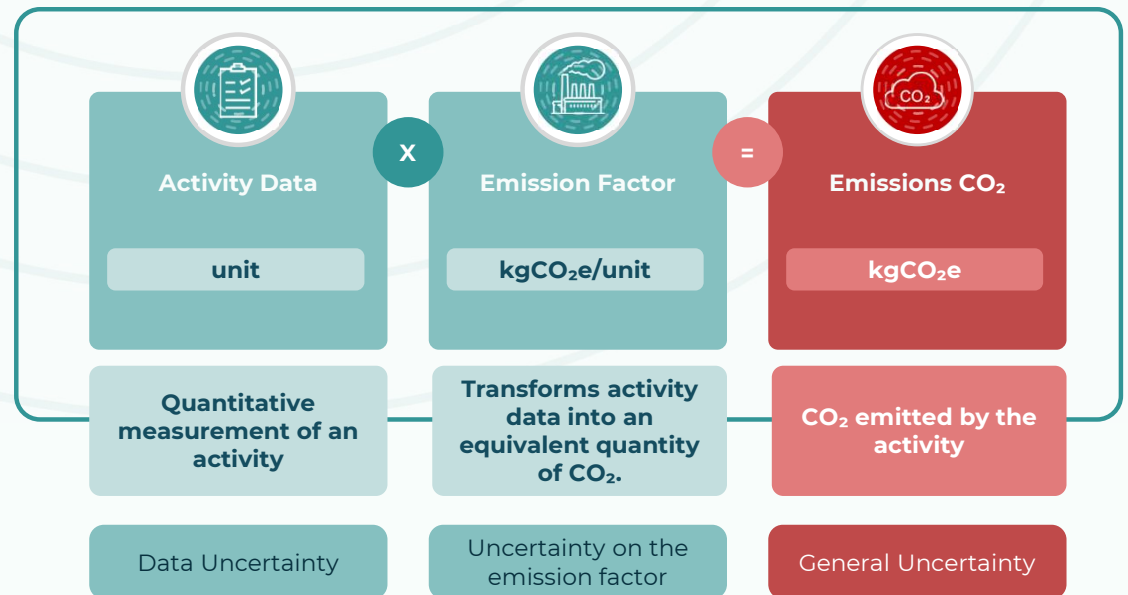 CO₂
X
=
Activity Data
Emission Factor
Emissions CO₂
unit
kgCO₂e/unit
kgCO₂e
Quantitative
measurement of an
activity
Transforms activity
data into an
equivalent quantity
of CO₂.
CO₂ emitted by the
activity
Data Uncertainty
Uncertainty on the
emission factor
General Uncertainty